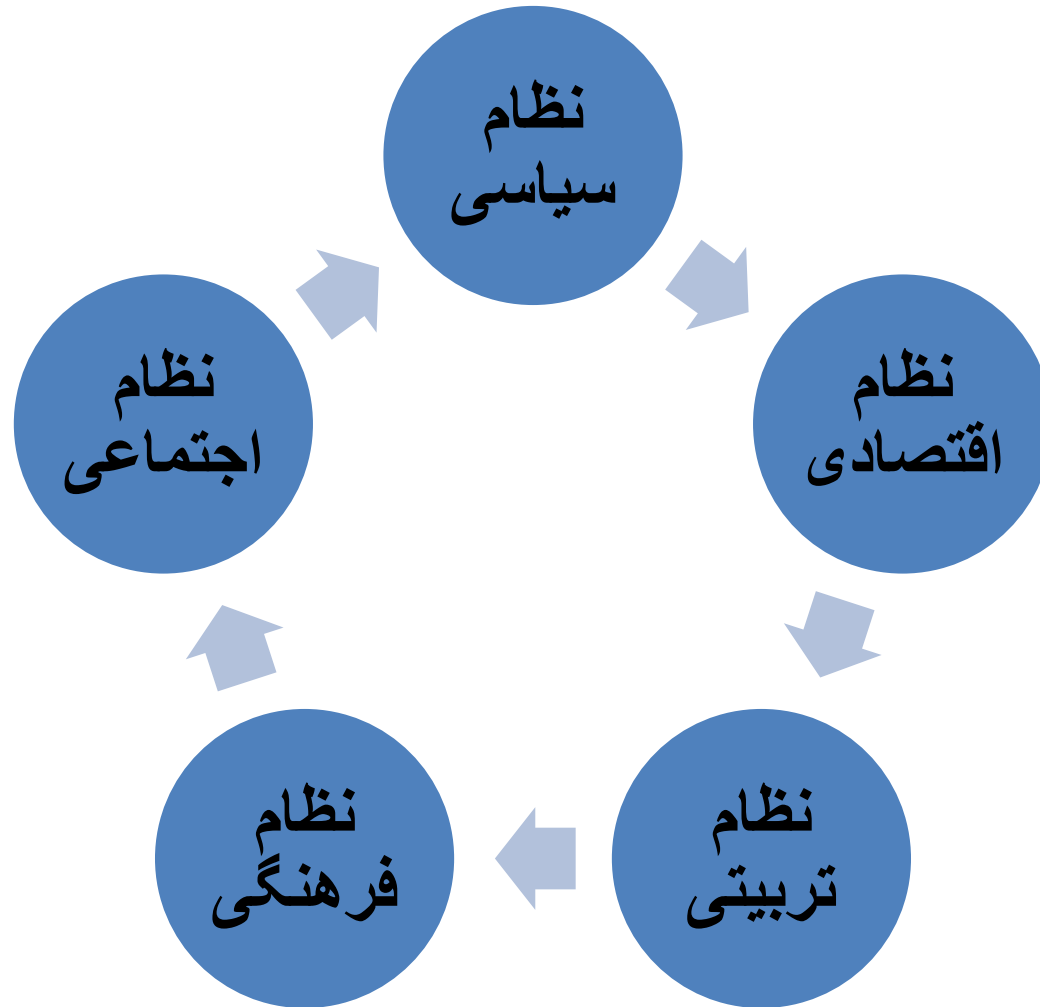 نظام
سیاسی
نظام
اقتصادی
نظام
تربیتی
نظام
فرهنگی
نظام
اجتماعی